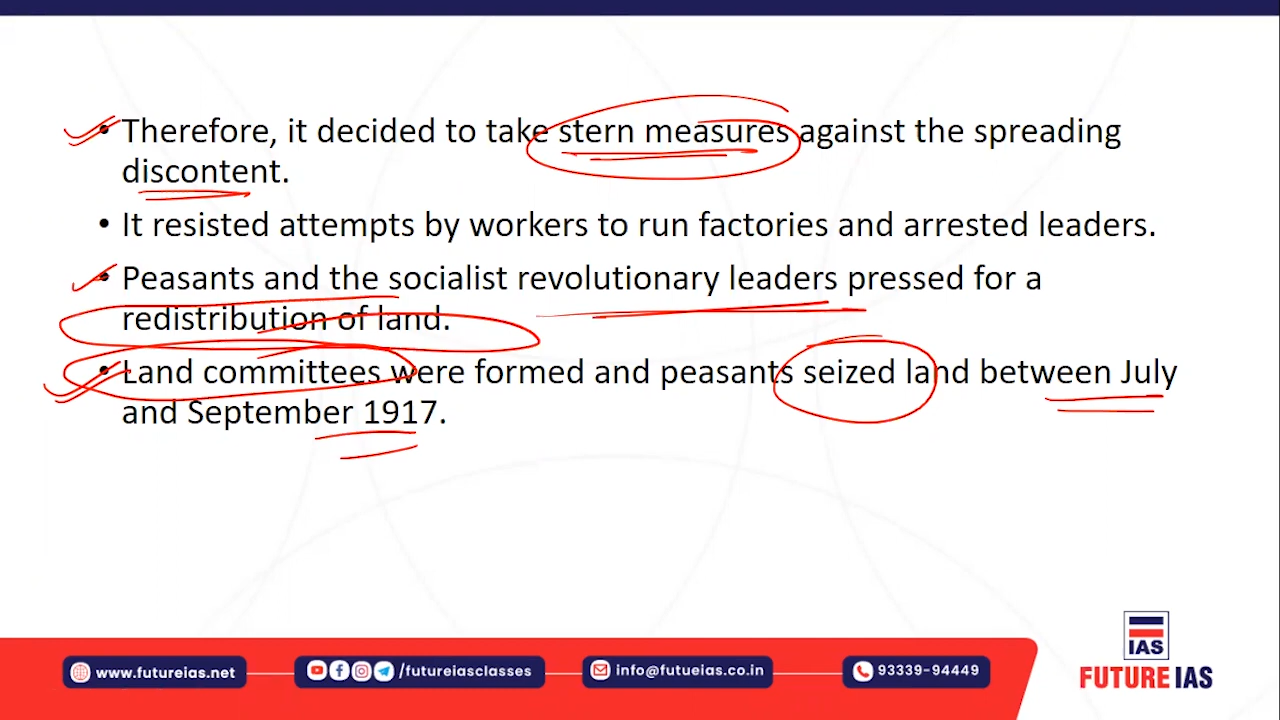 • Therefore, it decided to take stern measures against the spreading
discontent.
• It resisted attempts by workers to run factories and arrested leaders.
• Peasants and the socialist revolutionary leaders pressed for a
redistribution of land.
• Land committees were formed and peasants seized land between July
and September 1917.
IAS
FUTURE IAS
www.futureias.net
/futureiasclasses
info@futueias.co.in
93339-94449